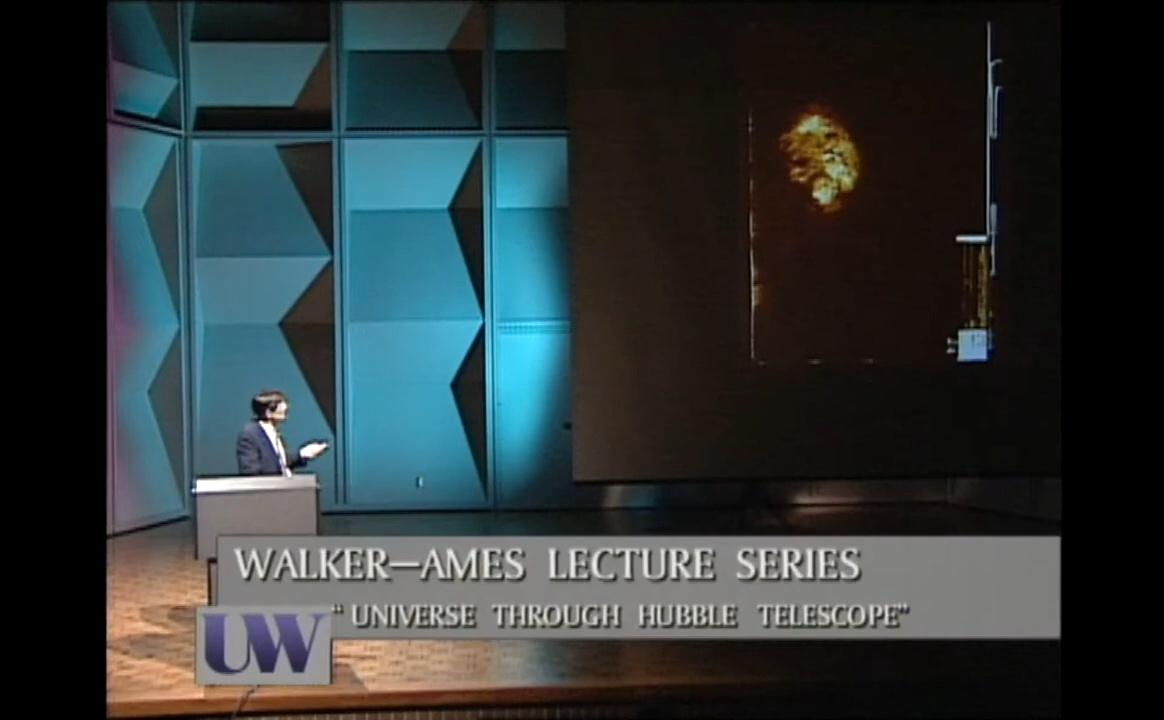 WALKER–AMES LECTURE SERIES
"UNIVERSE THROUGH HUBBLE TELESCOPE"
UW